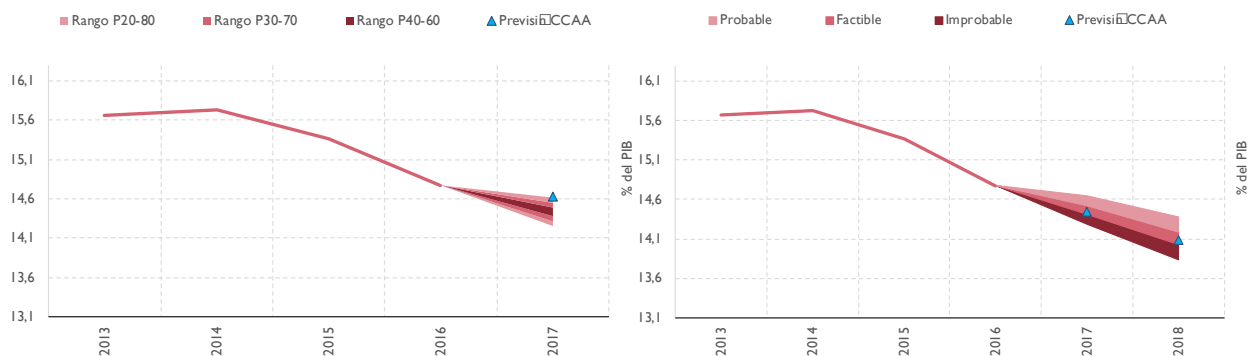 Rango P20-80 Rango P30-70 Rango P40-60 Previsi□CCAA
16,1
15,6
15,1
14,6
14,1
13,6
13,1
2013 2014 2015 2016 2017
% del PIB
Probable Factible Improbable Previsi□CCAA
16,1
15,6
15,1
14,6
14,1
13,6
13,1
2013 2014 2015 2016 2017 2018
% del PIB